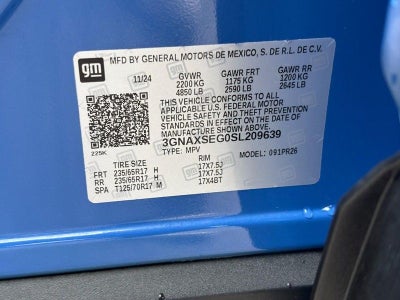 gm
MFD BY GENERAL MOTORS DE MEXICO, S. DE R.L. DE C.V.
11/24 GVWR GAWR FRT GAWR RR
2200 KG 1175 KG 1200 KG
4850 LB 2590 LB 2645 LB
THIS VEHICLE CONFORMS TO ALL
APPLICABLE U.S. FEDERAL MOTOR
VEHICLE SAFETY, BUMPER, AND
THEFT PREVENTION STANDARDS
IN EFFECT ON THE DATE OF
MANUFACTURE SHOWN ABOVE.
3GNAXSEG0SL209639
225K TYPE: MPV MODEL: 091PR26
TIRE SIZE RIM
FRT 235/65R17 H 17X7.5J
RR 235/65R17 H 17X7.5J
SPA T125/70R17 M 17X4BT